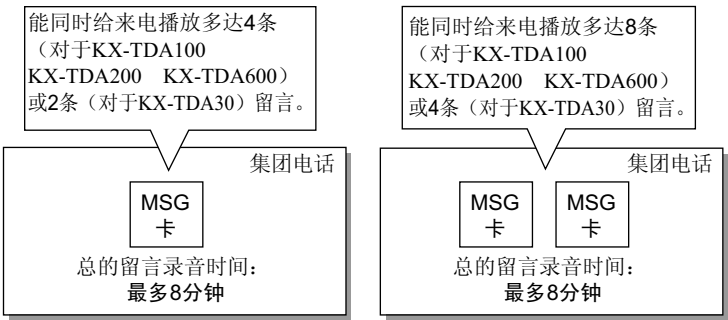 能同时给来电播放多达4条
（对于KX-TDA100
KX-TDA200 KX-TDA600）
或2条（对于KX-TDA30）留言。
集团电话
MSG
卡
总的留言录音时间：
最多8分钟
能同时给来电播放多达8条
（对于KX-TDA100
KX-TDA200 KX-TDA600）
或4条（对于KX-TDA30）留言。
集团电话
MSG
卡
MSG
卡
总的留言录音时间：
最多8分钟